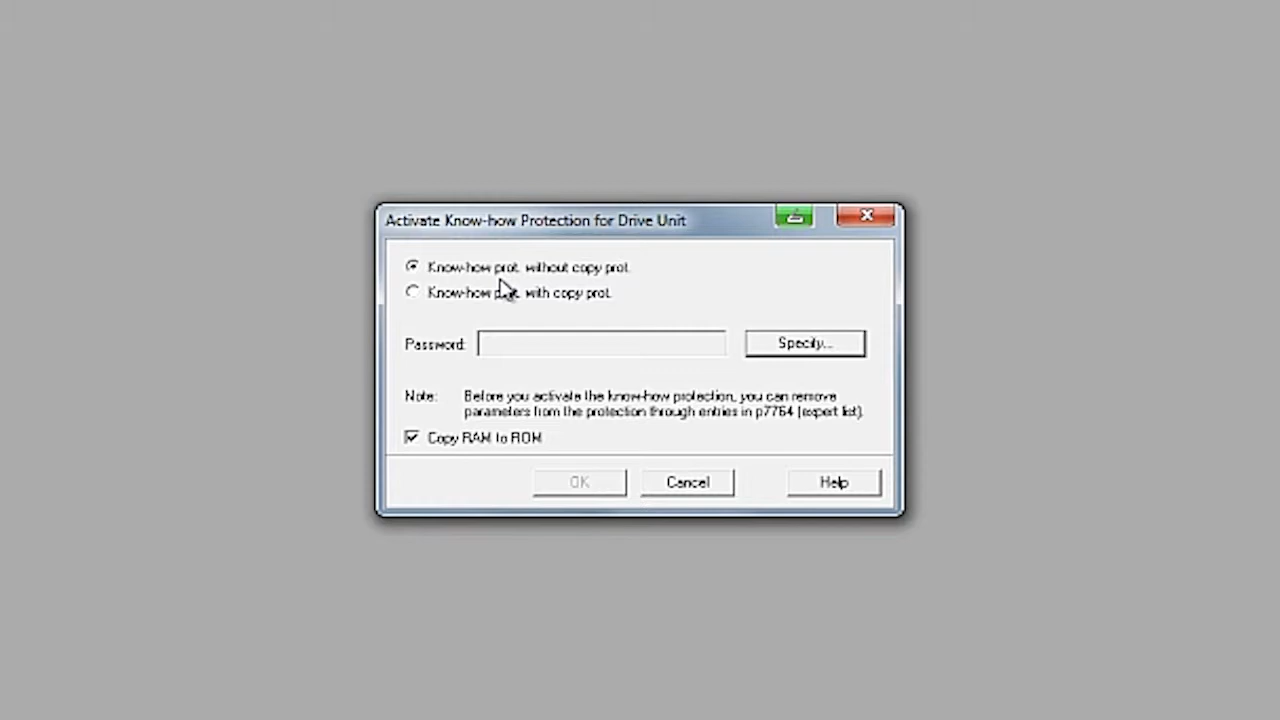 Activate Know-how Protection for Drive Unit
Know-how prot. without copy prot.
Know-how prot. with copy prot.
Password:
Specify...
Note: Before you activate the know-how protection, you can remove
parameters from the protection through entries in p7764 (expert list).
Copy RAM to ROM
OK Cancel Help